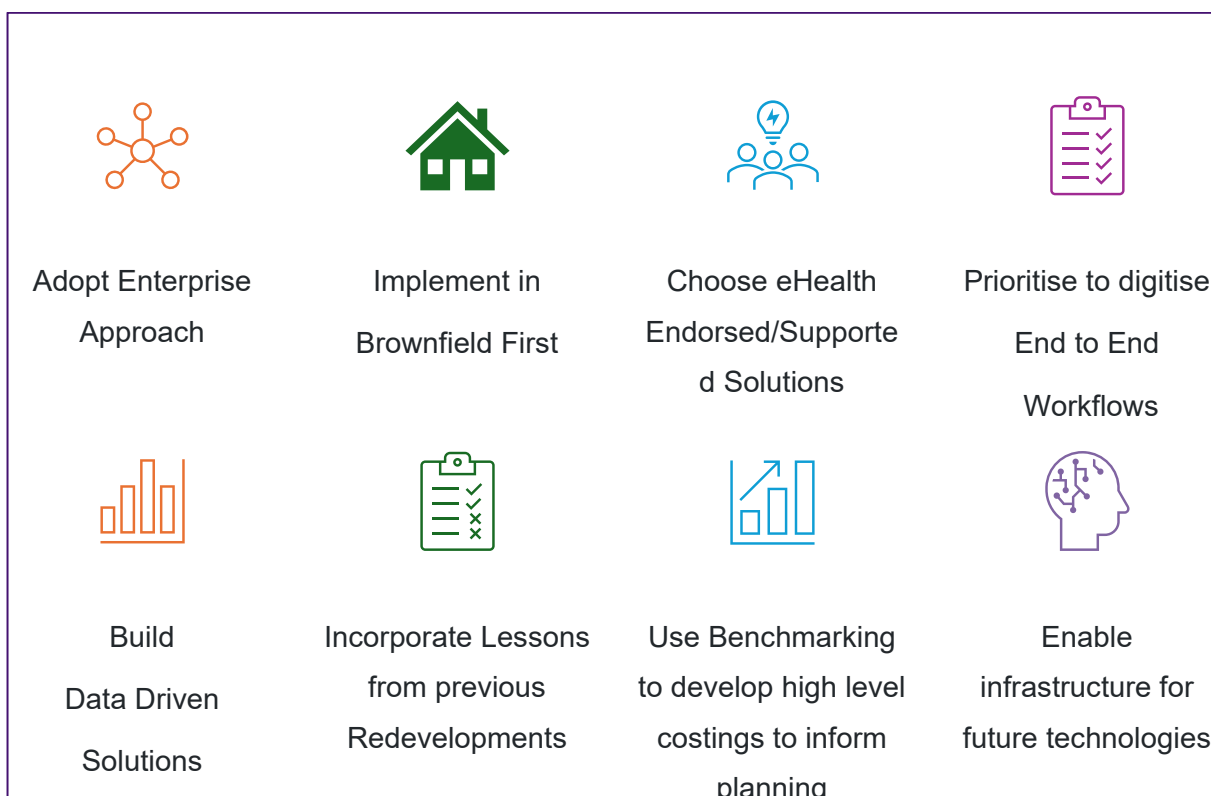 Adopt Enterprise
Approach
Implement in
Brownfield First
Choose eHealth
Endorsed/Supporte
d Solutions
Prioritise to digitise
End to End
Workflows
Build
Data Driven
Solutions
Incorporate Lessons
from previous
Redevelopments
Use Benchmarking
to develop high level
costings to inform
planning
Enable
infrastructure for
future technologies